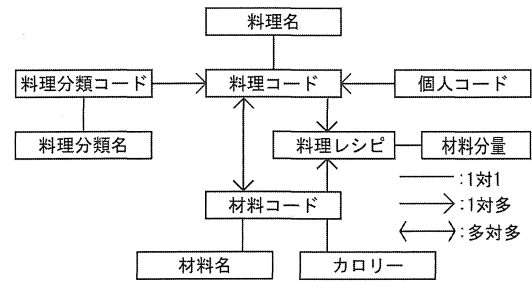 料理名
料理分類コード
料理コード
個人コード
料理分類名
料理レシピ
材料分量
:1対1
材料コード
:1対多
:多対多
材料名
カロリー